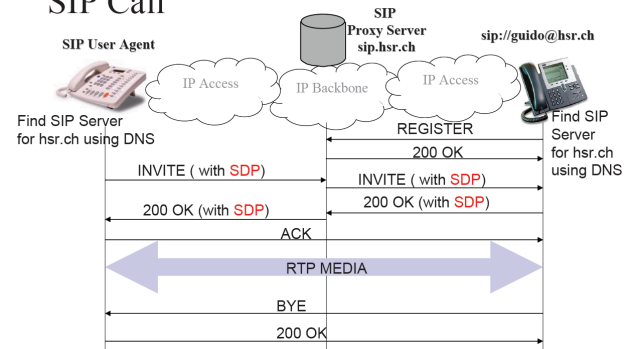 SIP Call
SIP
Proxy Server
sip.hsr.ch
sip://guido@hsr.ch
SIP User Agent
IP Access
IP Backbone
IP Access
Find SIP Server
for hsr.ch using DNS
Find SIP
Server
for hsr.ch
using DNS
REGISTER
200 OK
INVITE ( with SDP)
INVITE ( with SDP)
200 OK (with SDP)
200 OK (with SDP)
ACK
RTP MEDIA
BYE
200 OK